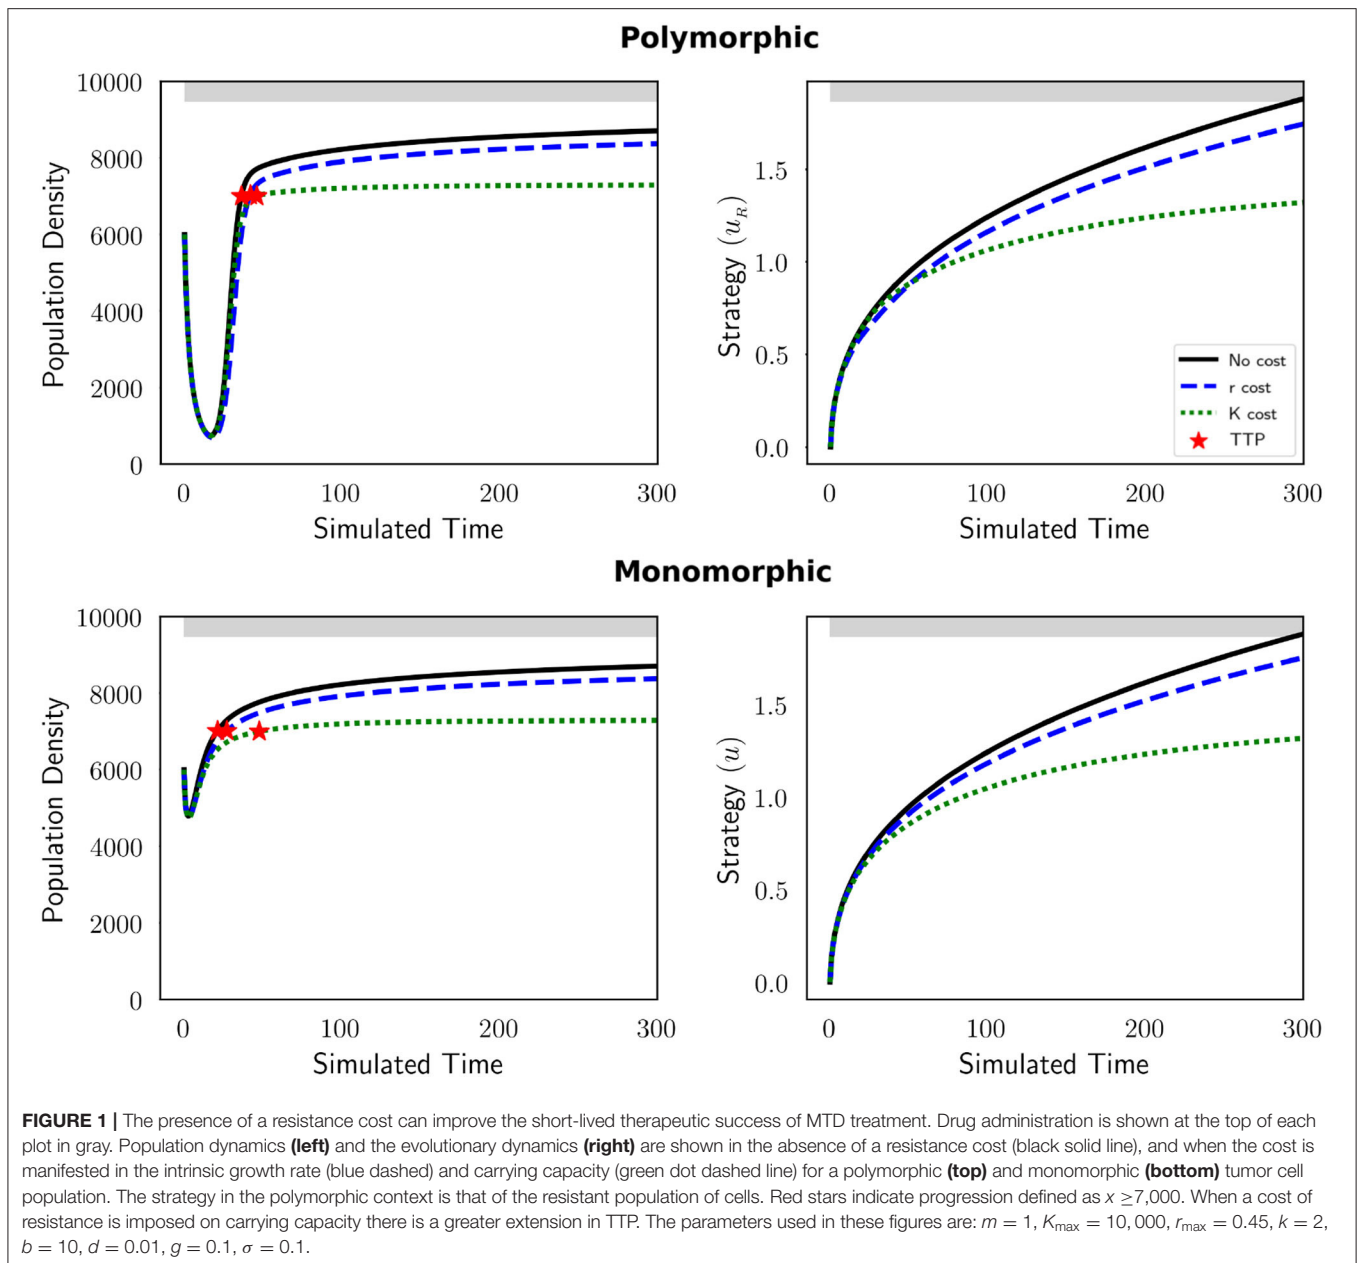 Polymorphic
10000
8000
6000
4000
2000
0
Population Density
0 100 200 300
Simulated Time
1.5
1.0
0.5
0.0
Strategy (u_R)
No cost
r cost
K cost
TTP
0 100 200 300
Simulated Time
Monomorphic
10000
8000
6000
4000
2000
0
Population Density
0 100 200 300
Simulated Time
1.5
1.0
0.5
0.0
Strategy (u)
0 100 200 300
Simulated Time
FIGURE 1 | The presence of a resistance cost can improve the short-lived therapeutic success of MTD treatment. Drug administration is shown at the top of each
plot in gray. Population dynamics (left) and the evolutionary dynamics (right) are shown in the absence of a resistance cost (black solid line), and when the cost is
manifested in the intrinsic growth rate (blue dashed) and carrying capacity (green dot dashed line) for a polymorphic (top) and monomorphic (bottom) tumor cell
population. The strategy in the polymorphic context is that of the resistant population of cells. Red stars indicate progression defined as x ≥7,000. When a cost of
resistance is imposed on carrying capacity there is a greater extension in TTP. The parameters used in these figures are: m = 1, K_max = 10, 000, r_max = 0.45, k = 2,
b = 10, d = 0.01, g = 0.1, σ = 0.1.